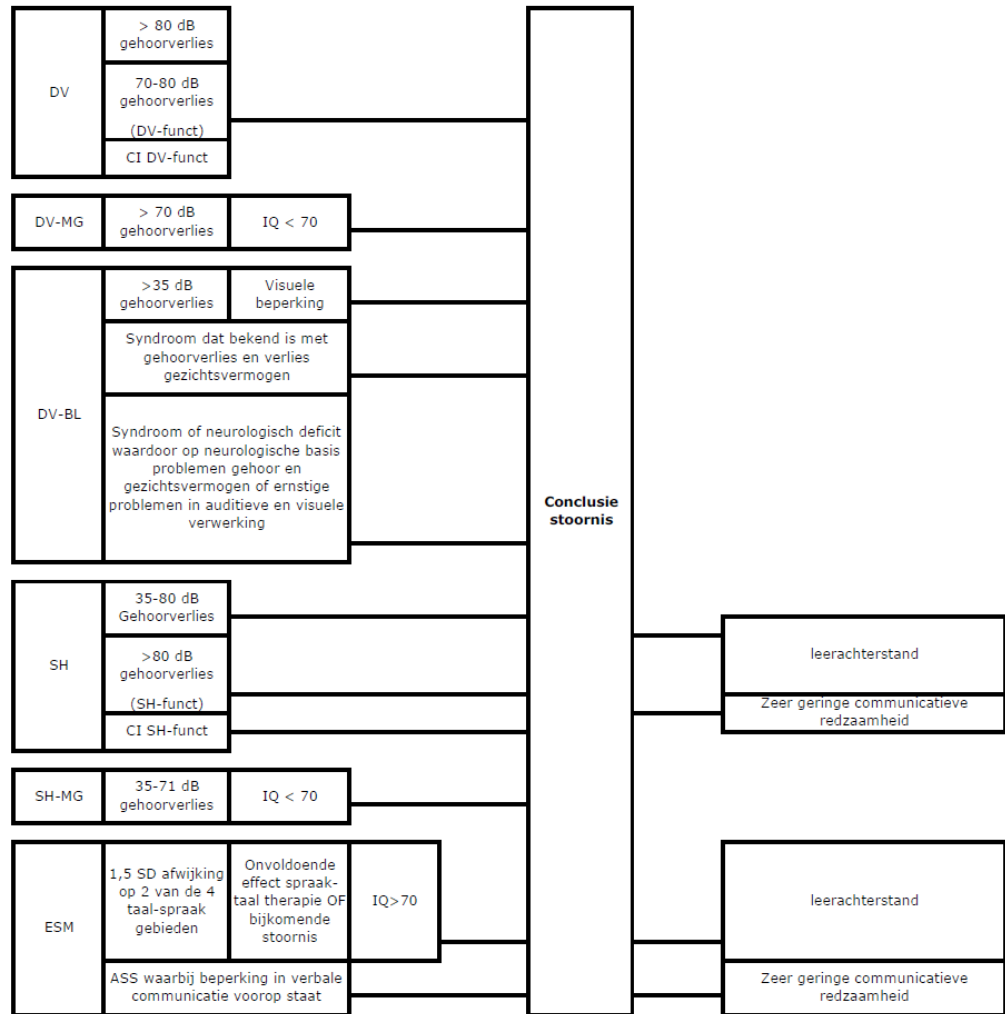 DV
> 80 dB
gehoorverlies
70-80 dB
gehoorverlies
(DV-funct)
CI DV-funct
DV-MG
> 70 dB
gehoorverlies
IQ < 70
DV-BL
>35 dB
gehoorverlies
Visuele
beperking
Syndroom dat bekend is met
gehoorverlies en verlies
gezichtsvermogen
Syndroom of neurologisch deficit
waardoor op neurologische basis
problemen gehoor en
gezichtsvermogen of ernstige
problemen in auditieve en visuele
verwerking
SH
35-80 dB
Gehoorverlies
>80 dB
gehoorverlies
(SH-funct)
CI SH-funct
SH-MG
35-71 dB
gehoorverlies
IQ < 70
ESM
1,5 SD afwijking
op 2 van de 4
taal-spraak
gebieden
Onvoldoende
effect spraak-
taal therapie OF
bijkomende
stoornis
IQ>70
ASS waarbij beperking in verbale
communicatie voorop staat
Conclusie
stoornis
leerachterstand
Zeer geringe communicatieve
redzaamheid
leerachterstand
Zeer geringe communicatieve
redzaamheid